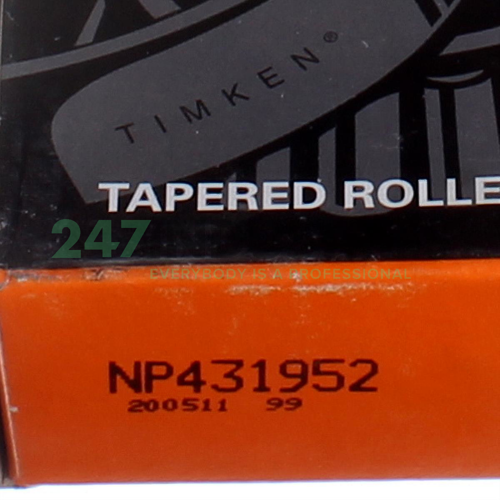 TIMKEN®
TAPERED ROLLE
247
EVERYBODY IS A PROFESSIONAL
NP431952
200511 99